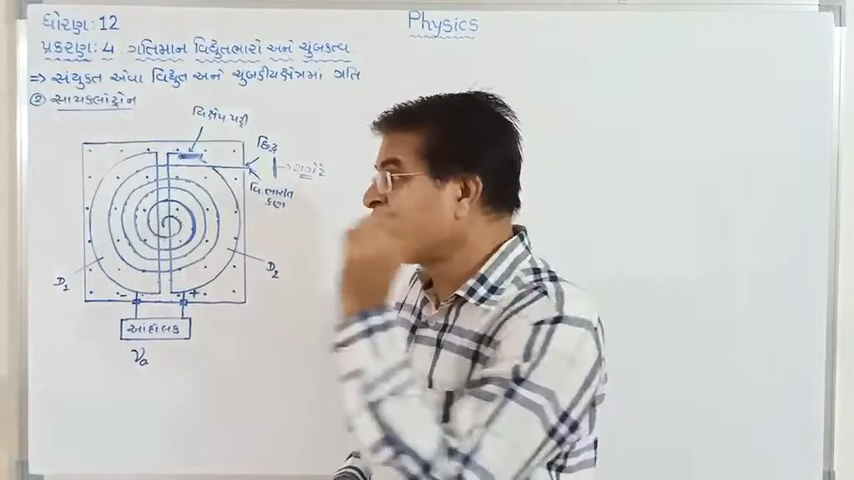 ધોરણ: 12
Physics
પ્રકરણ: 4 ગતિમાન વિદ્યુતભારો અને ચુંબકત્વ
=> સંયુકત એવા વિદ્યુત અને ચુંબકીયક્ષેત્રમાં ગતિ
② સાયક્લોટ્રોન
વિક્ષેપ પટ્ટી
છિદ્ર
વિ.ભારીત
કણ
D₁
D₂
- +
આંદોલક